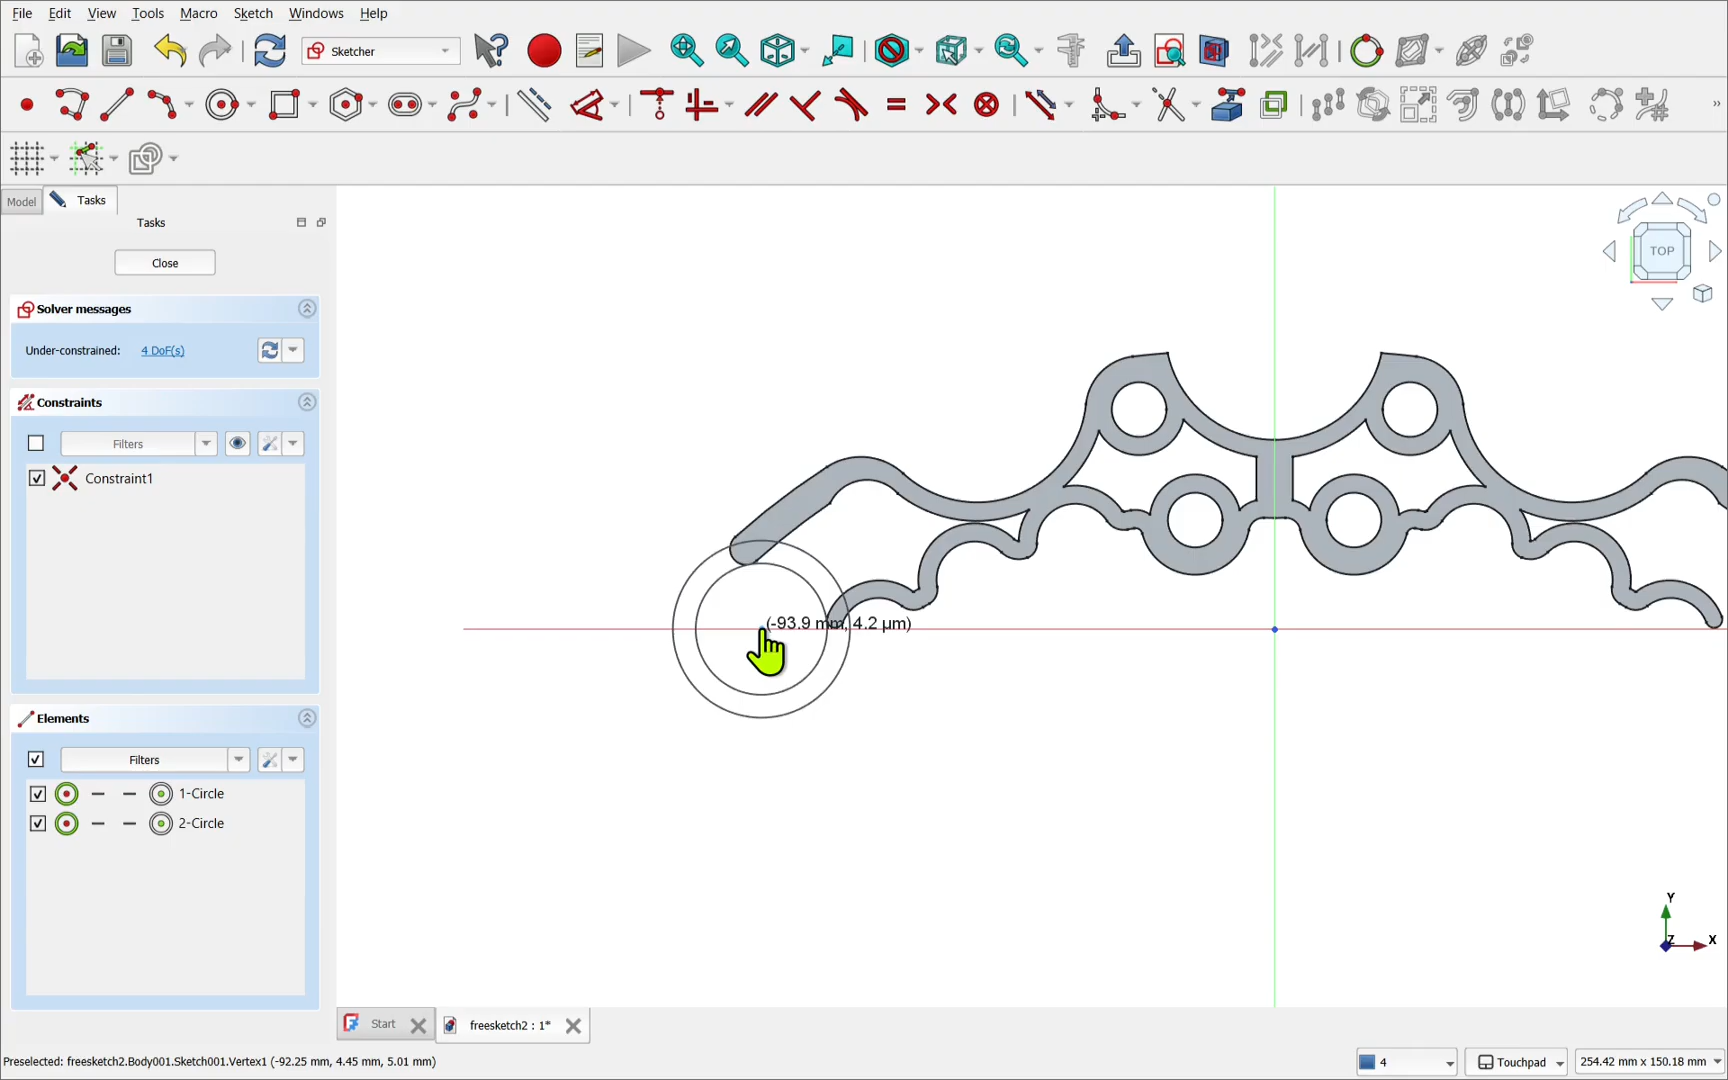 File Edit View Tools Macro Sketch Windows Help
Sketcher
Model Tasks
Tasks
Close
Solver messages
Under-constrained: 4 DoF(s)
Constraints
Filters
Constraint1
Elements
Filters
1-Circle
2-Circle
TOP
(-93.9 mm, 4.2 µm)
Y
Z X
Start freesketch2 : 1*
Preselected: freesketch2.Body001.Sketch001.Vertex1 (-92.25 mm, 4.45 mm, 5.01 mm)
4 Touchpad 254.42 mm x 150.18 mm